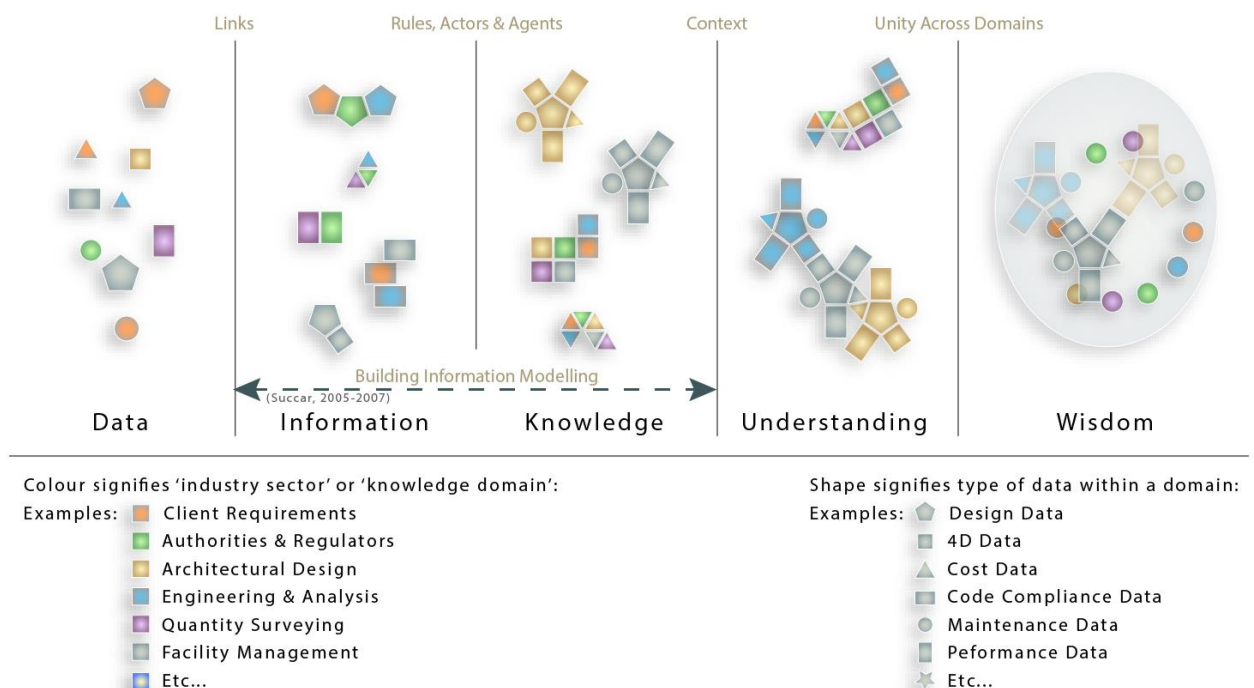 Links
Rules, Actors & Agents
Context
Unity Across Domains
Building Information Modelling
(Succar, 2005-2007)
Data
Information
Knowledge
Understanding
Wisdom
Colour signifies ‘industry sector’ or ‘knowledge domain’:
Examples:
Client Requirements
Authorities & Regulators
Architectural Design
Engineering & Analysis
Quantity Surveying
Facility Management
Etc...
Shape signifies type of data within a domain:
Examples:
Design Data
4D Data
Cost Data
Code Compliance Data
Maintenance Data
Peformance Data
Etc...